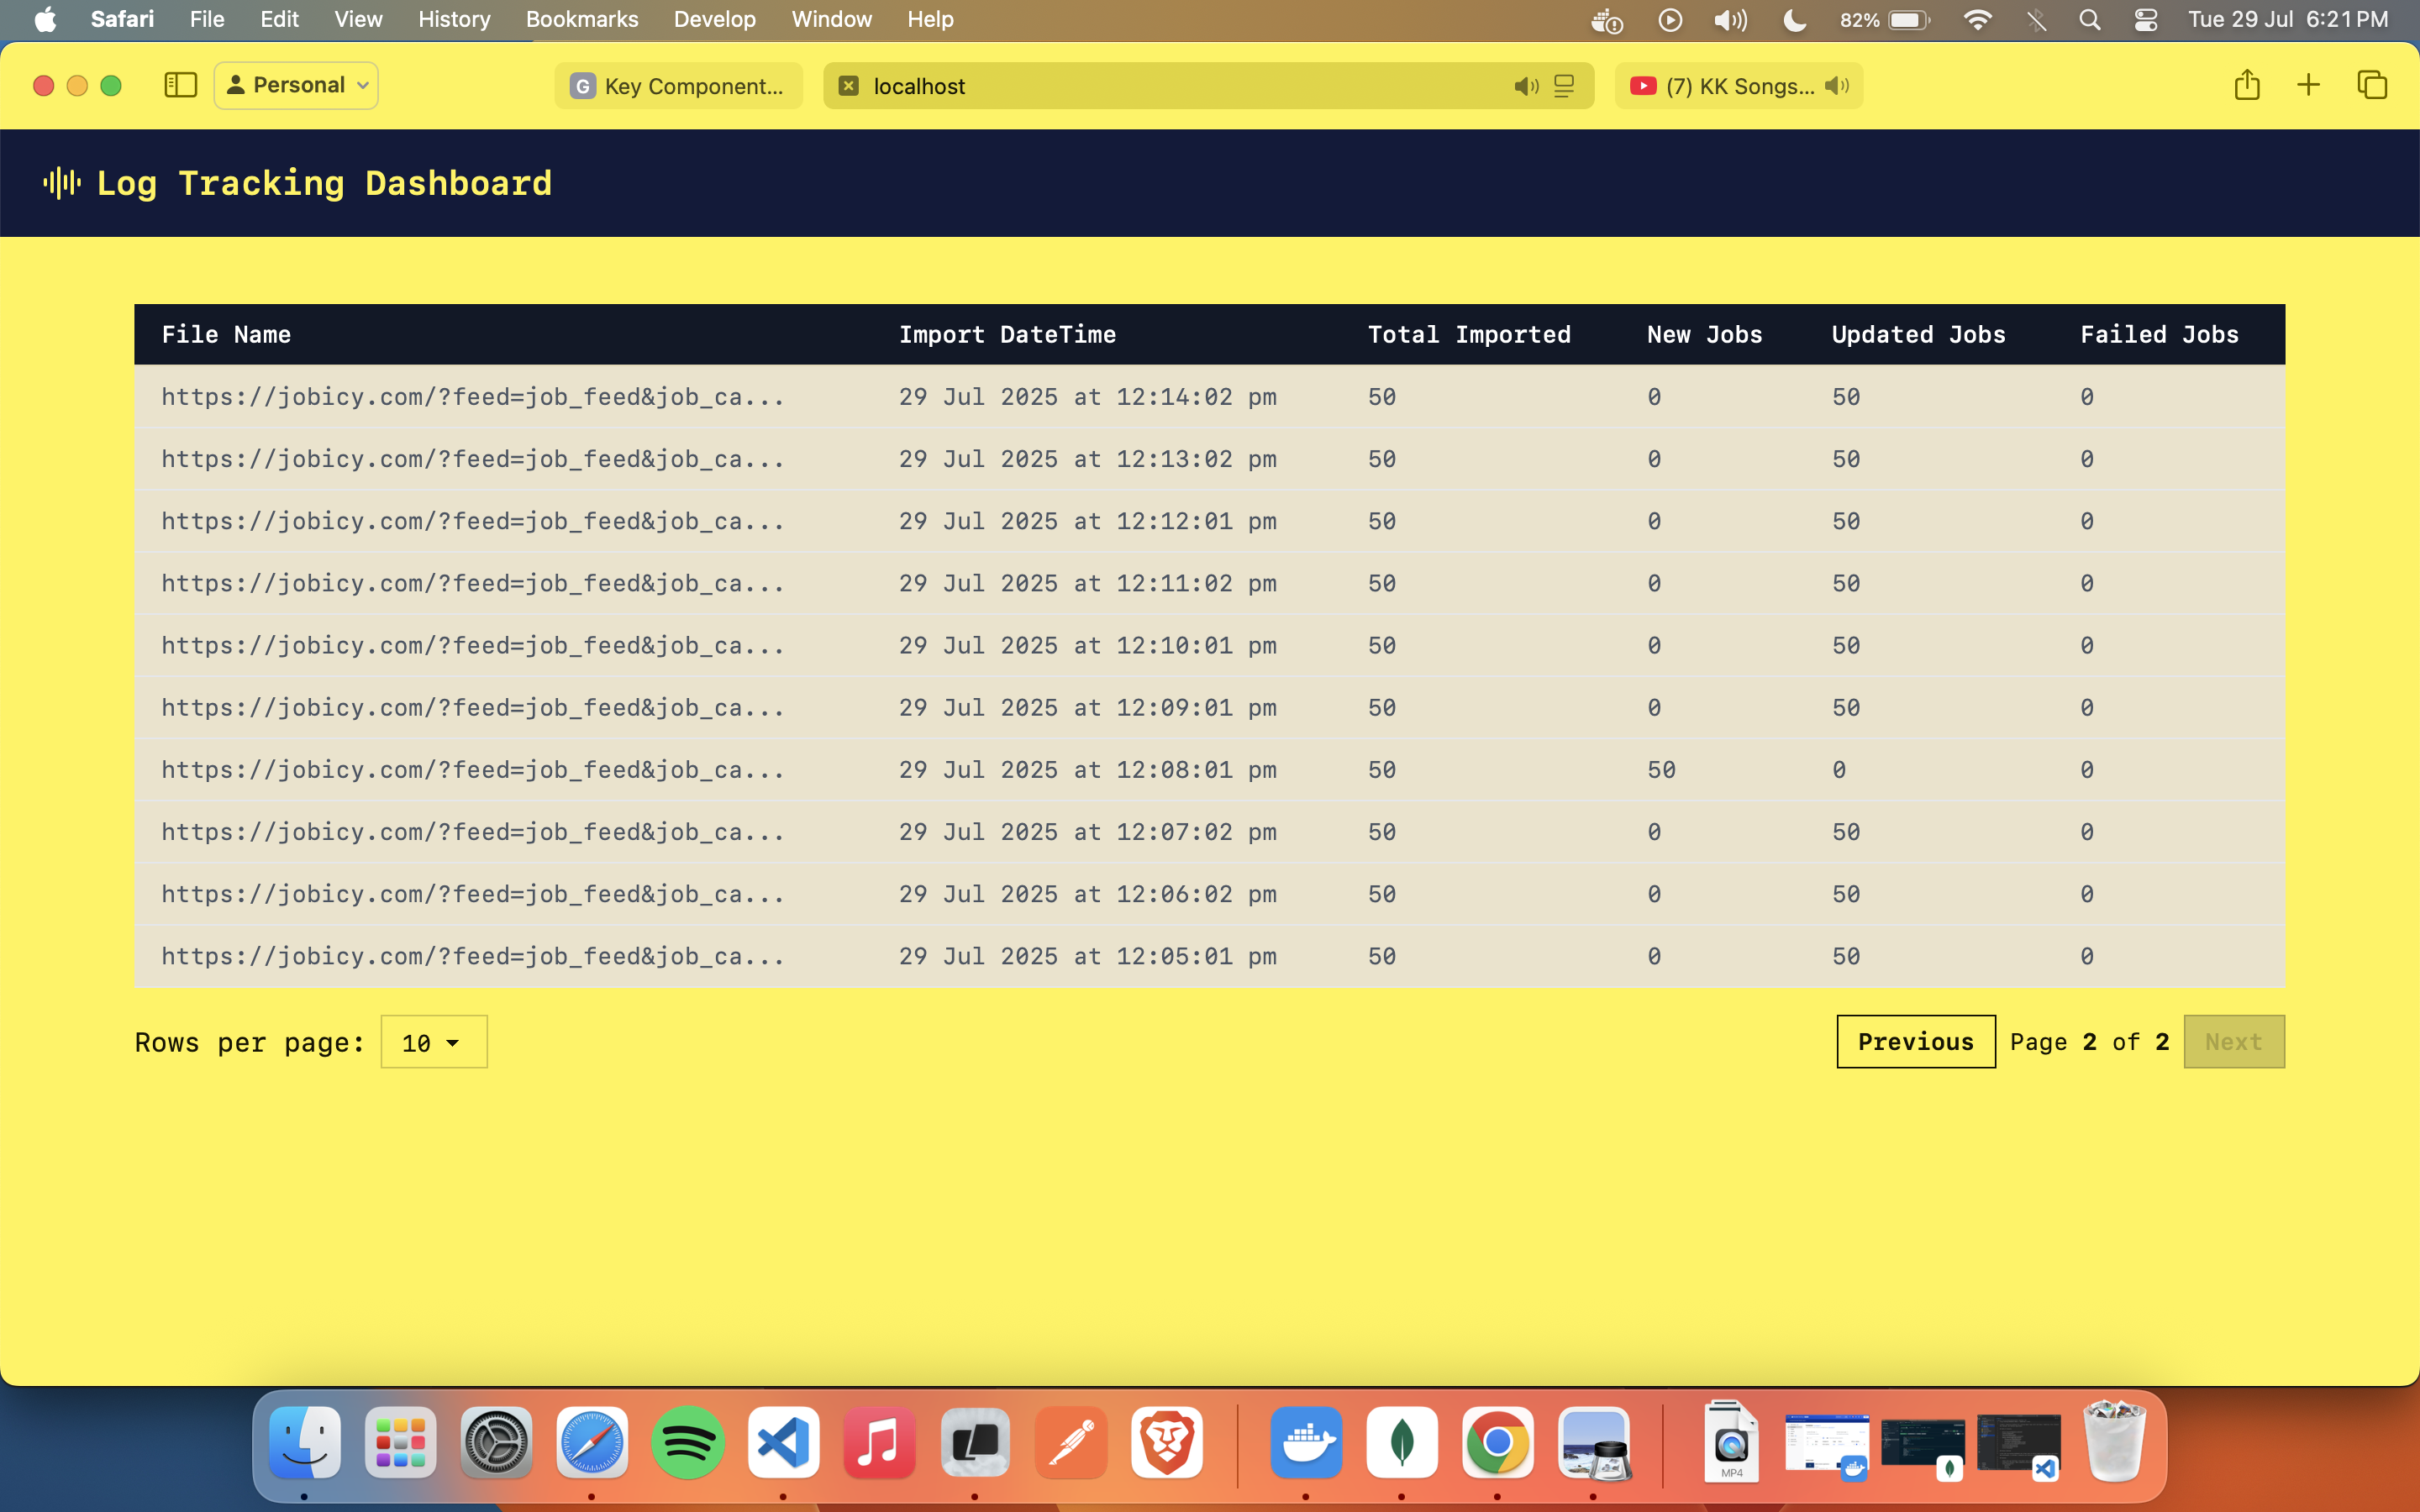 Safari File Edit View History Bookmarks Develop Window Help 82% Tue 29 Jul 6:21 PM
Personal G Key Component... localhost (7) KK Songs...
Log Tracking Dashboard
File Name Import DateTime Total Imported New Jobs Updated Jobs Failed Jobs
https://jobicy.com/?feed=job_feed&job_ca... 29 Jul 2025 at 12:14:02 pm 50 0 50 0
https://jobicy.com/?feed=job_feed&job_ca... 29 Jul 2025 at 12:13:02 pm 50 0 50 0
https://jobicy.com/?feed=job_feed&job_ca... 29 Jul 2025 at 12:12:01 pm 50 0 50 0
https://jobicy.com/?feed=job_feed&job_ca... 29 Jul 2025 at 12:11:02 pm 50 0 50 0
https://jobicy.com/?feed=job_feed&job_ca... 29 Jul 2025 at 12:10:01 pm 50 0 50 0
https://jobicy.com/?feed=job_feed&job_ca... 29 Jul 2025 at 12:09:01 pm 50 0 50 0
https://jobicy.com/?feed=job_feed&job_ca... 29 Jul 2025 at 12:08:01 pm 50 50 0 0
https://jobicy.com/?feed=job_feed&job_ca... 29 Jul 2025 at 12:07:02 pm 50 0 50 0
https://jobicy.com/?feed=job_feed&job_ca... 29 Jul 2025 at 12:06:02 pm 50 0 50 0
https://jobicy.com/?feed=job_feed&job_ca... 29 Jul 2025 at 12:05:01 pm 50 0 50 0
Rows per page: 10 Previous Page 2 of 2 Next
MP4